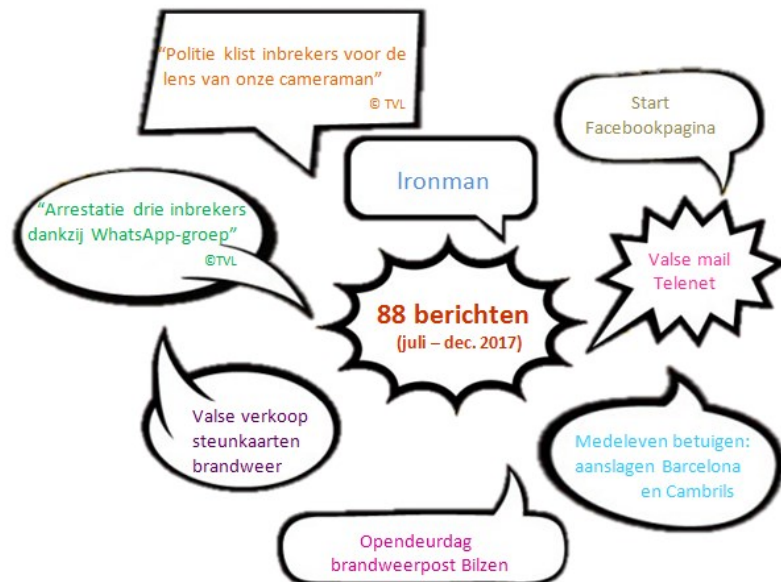 “Politie klist inbrekers voor de
lens van onze cameraman”
© TVL
Start
Facebookpagina
Ironman
“Arrestatie drie inbrekers
dankzij WhatsApp-groep”
©TVL
Valse mail
Telenet
88 berichten
(juli – dec. 2017)
Valse verkoop
steunkaarten
brandweer
Medeleven betuigen:
aanslagen Barcelona
en Cambrils
Opendeurdag
brandweerpost Bilzen